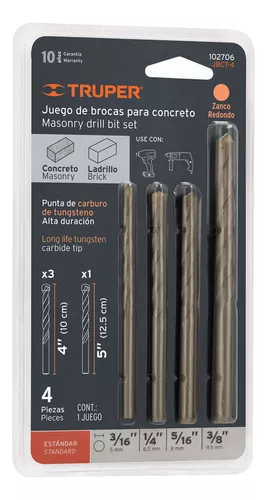 10 años Garantía
Warranty
102706
JBCT-4
TRUPER®
Juego de brocas para concreto
Masonry drill bit set
Zanco
Redondo
Concreto
Masonry
Ladrillo
Brick
USE CON:
Punta de carburo
de tungsteno
Alta duración
Long life tungsten
carbide tip
x3
x1
4" (10 cm)
5" (12.5 cm)
4
Piezas
Pieces
CONT.:
1 JUEGO
ESTÁNDAR
STANDARD
3/16" 1/4" 5/16" 3/8"
5 mm 6.5 mm 8 mm 9.5 mm